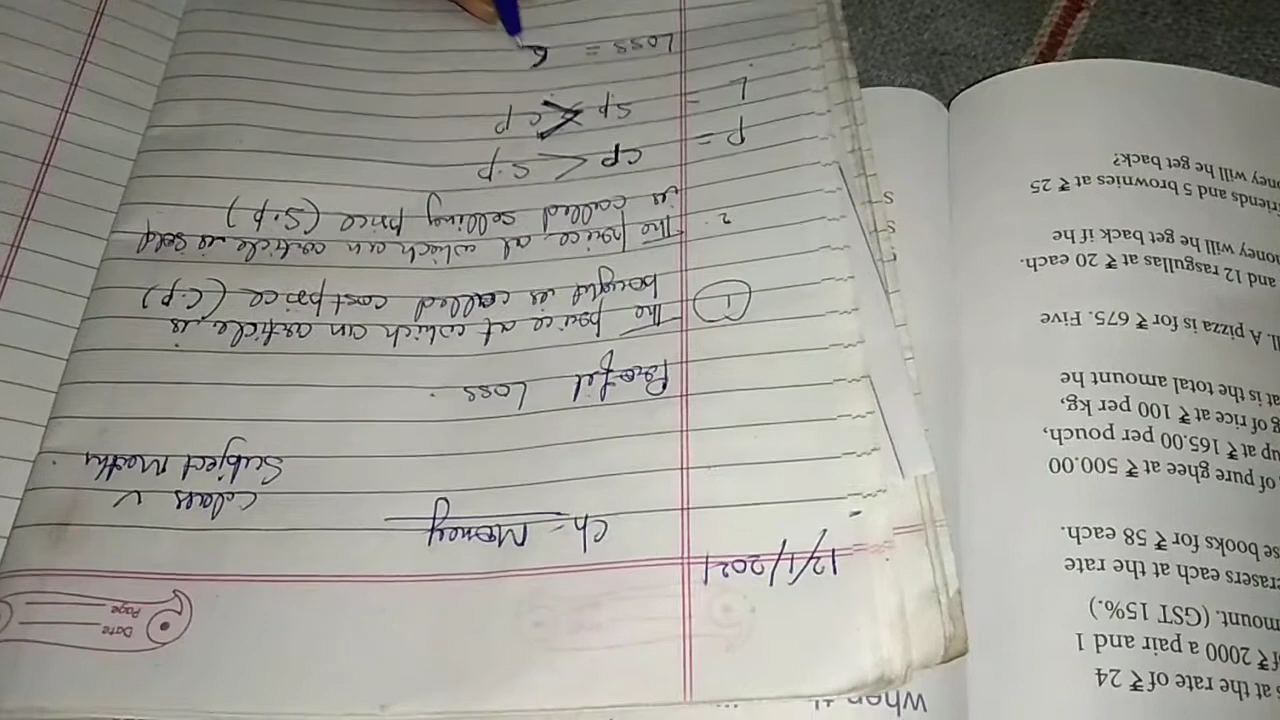 Date
Page
12/1/2021
Ch - Money
Class V
Subject Maths
Profit Loss
1 The price at which an article is
bought is called cost price (C.p)
2. The price at which an article is sold
is called selling price (S.p)
P = cp < s.p
L - sp < cp
Loss =
When
s at the rate of ₹ 24
of ₹ 2000 a pair and 1
mount. (GST 15%.)
erasers each at the rate
se books for ₹ 58 each.
of pure ghee at ₹ 500.00
up at ₹ 165.00 per pouch,
g of rice at ₹ 100 per kg,
at is the total amount he
ll. A pizza is for ₹ 675. Five
and 12 rasgullas at ₹ 20 each.
money will he get back if he
friends and 5 brownies at ₹ 25
oney will he get back?
s
s